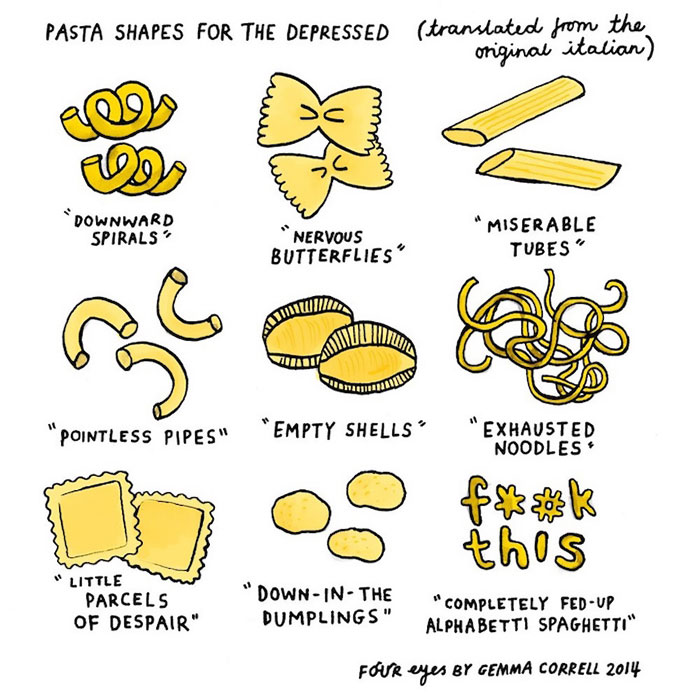 PASTA SHAPES FOR THE DEPRESSED
(translated from the
original italian)
"DOWNWARD
SPIRALS"
"NERVOUS
BUTTERFLIES"
"MISERABLE
TUBES"
"POINTLESS PIPES"
"EMPTY SHELLS"
"EXHAUSTED
NOODLES"
"LITTLE
PARCELS
OF DESPAIR"
"DOWN-IN-THE
DUMPLINGS"
f*#k
this
"COMPLETELY FED-UP
ALPHABETTI SPAGHETTI"
FOUR eyes BY GEMMA CORRELL 2014